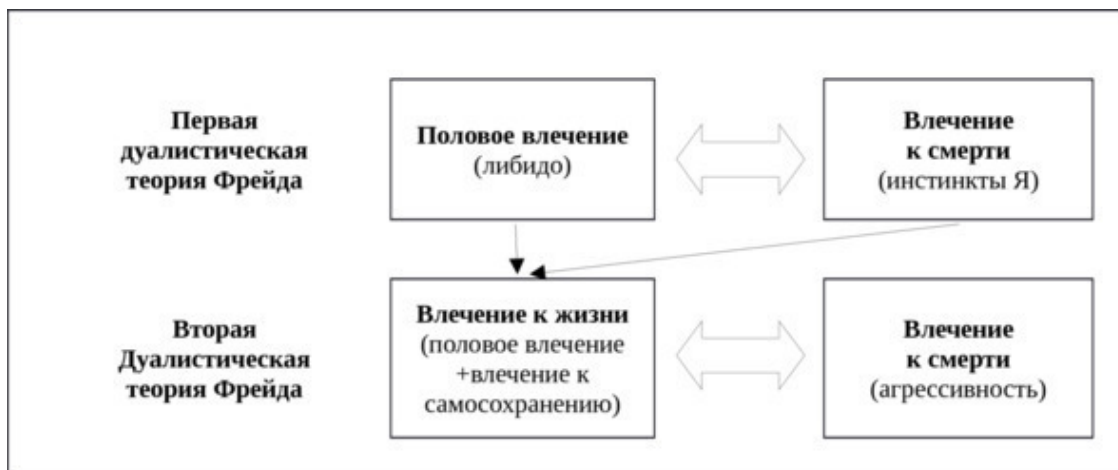 Первая
дуалистическая
теория Фрейда
Половое влечение
(либидо)
Влечение
к смерти
(инстинкты Я)
Вторая
Дуалистическая
теория Фрейда
Влечение к жизни
(половое влечение
+влечение к
самосохранению)
Влечение
к смерти
(агрессивность)